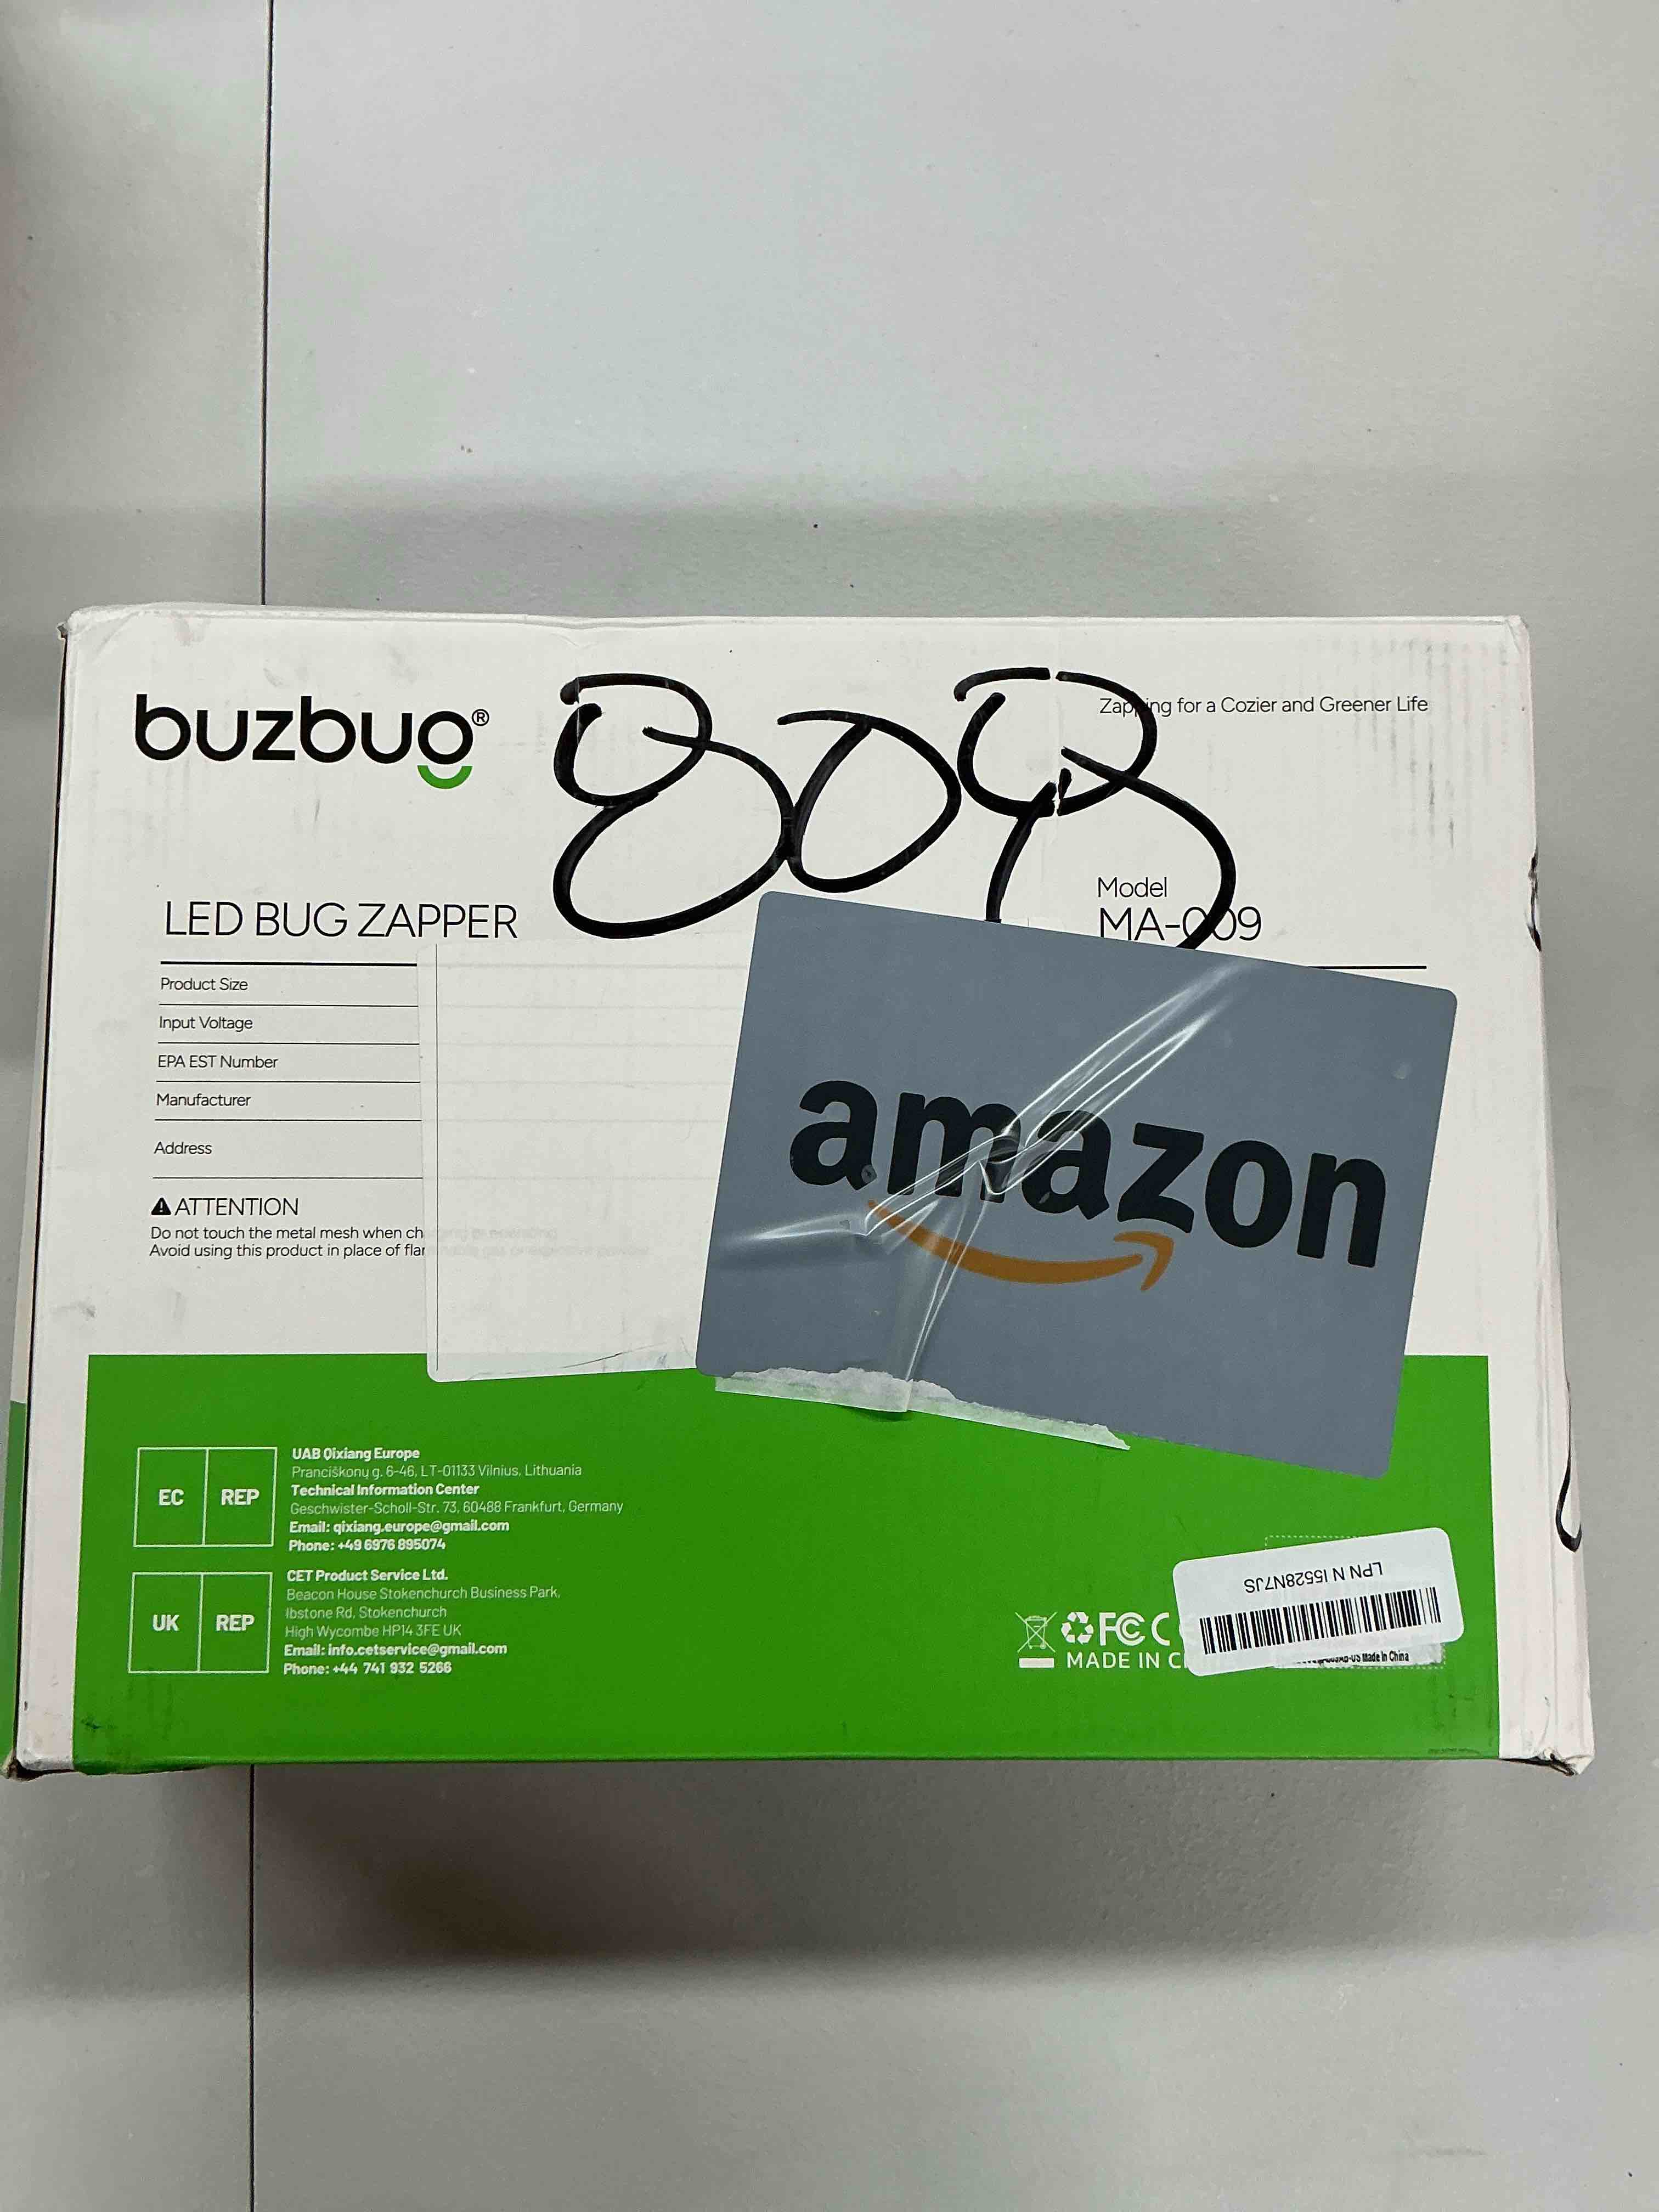 buzbug®
808
Zapping for a Cozier and Greener Life
LED BUG ZAPPER
Model
MA-009
Product Size
Input Voltage
EPA EST Number
Manufacturer
Address
ATTENTION
Do not touch the metal mesh when
Avoid using this product in place of
amazon
EC REP
UAB Qixiang Europe
Pranciškonų g. 6-46, LT-01133 Vilnius, Lithuania
Technical Information Center
Geschwister-Scholl-Str. 73, 60488 Frankfurt, Germany
Email: qixiang.europe@gmail.com
Phone: +49 6976 895074
UK REP
CET Product Service Ltd.
Beacon House Stokenchurch Business Park,
Ibstone Rd, Stokenchurch
High Wycombe HP14 3FE UK
Email: info.cetservice@gmail.com
Phone: +44 741 932 5266
FC C
MADE IN
LPN N I5528N7JS
Made In China